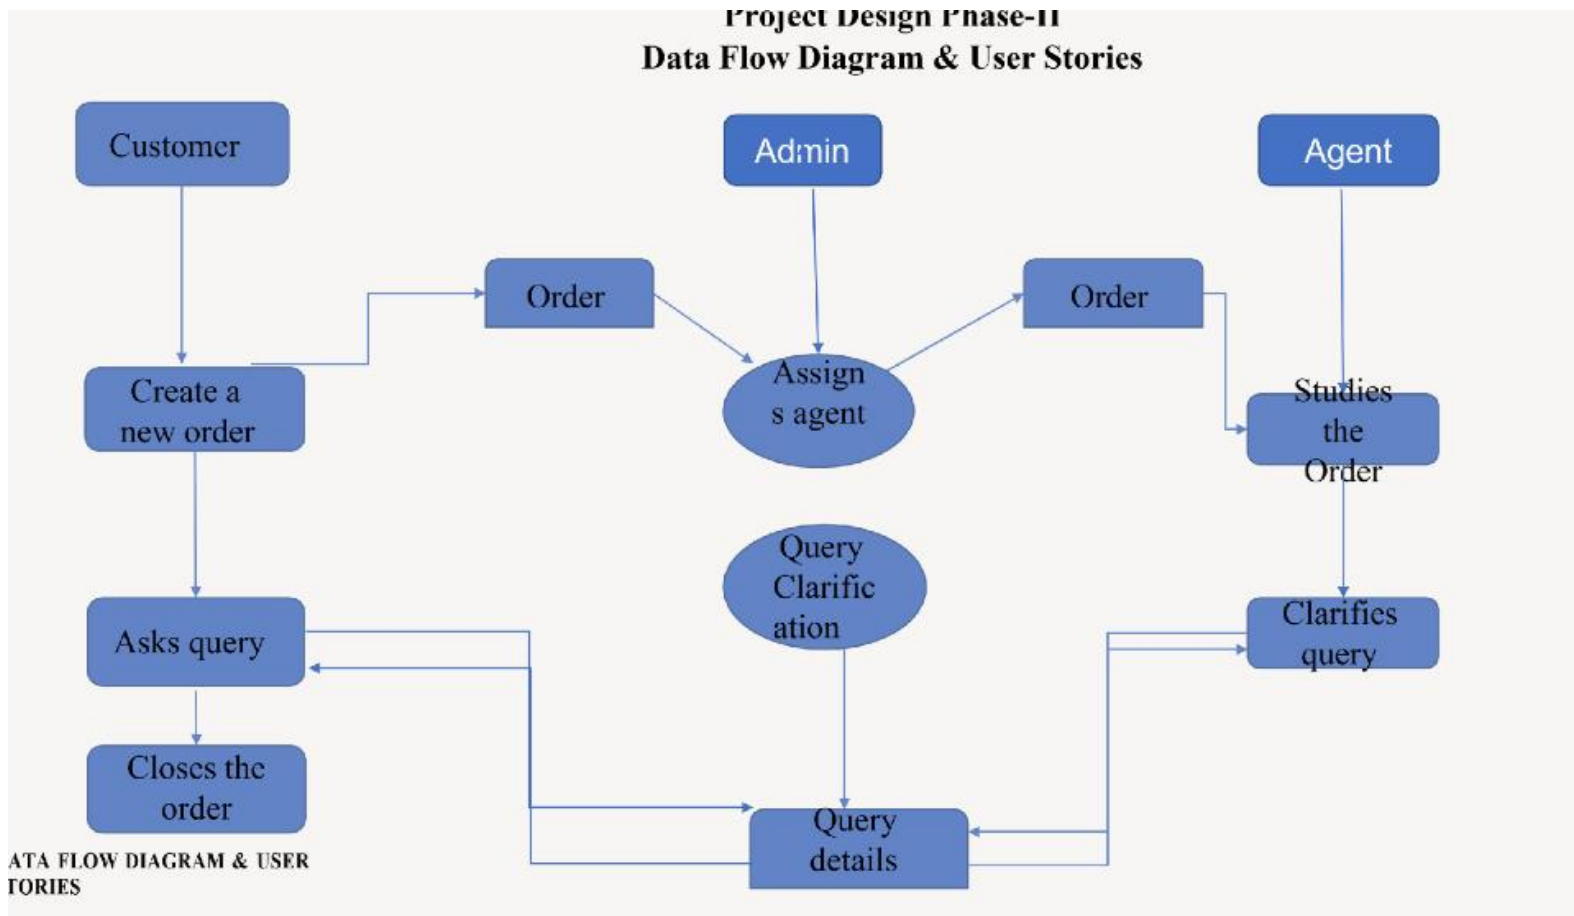 Project Design Phase-II
Data Flow Diagram & User Stories
Customer
Admin
Agent
Order
Order
Create a
new order
Assign
s agent
Studies
the
Order
Query
Clarific
ation
Asks query
Clarifies
query
Closes the
order
Query
details
ATA FLOW DIAGRAM & USER
TORIES